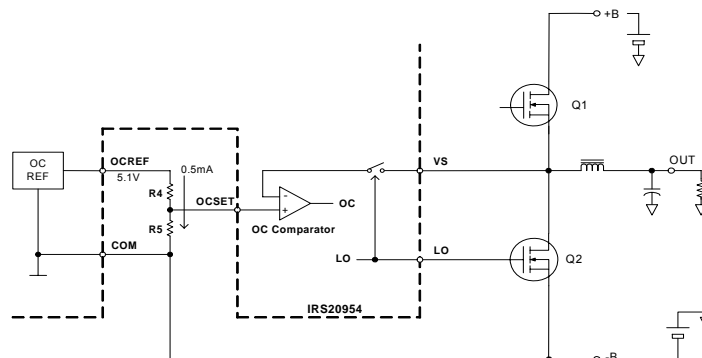 +B
Q1
OC
REF
OCREF
5.1V
0.5mA
R4
R5
OCSET
COM
-
+
OC
OC Comparator
VS
OUT
LO
LO
Q2
IRS20954
-B